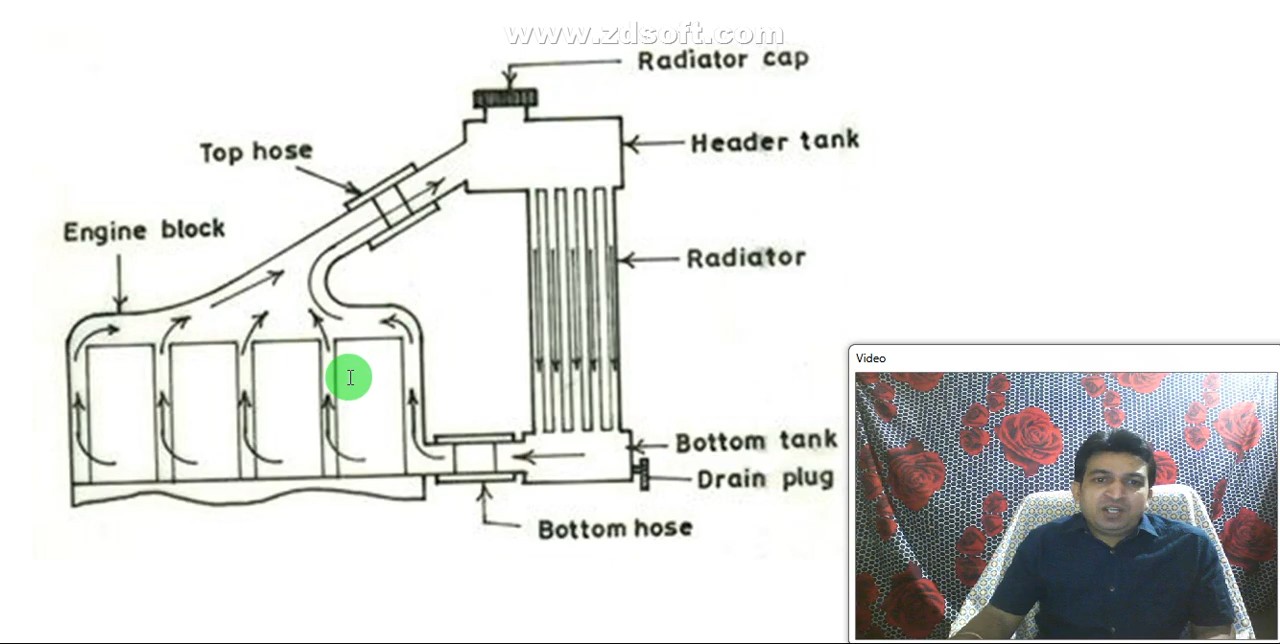 www.zdsoft.com
Radiator cap
Header tank
Top hose
Engine block
Radiator
Video
Bottom tank
Drain plug
Bottom hose